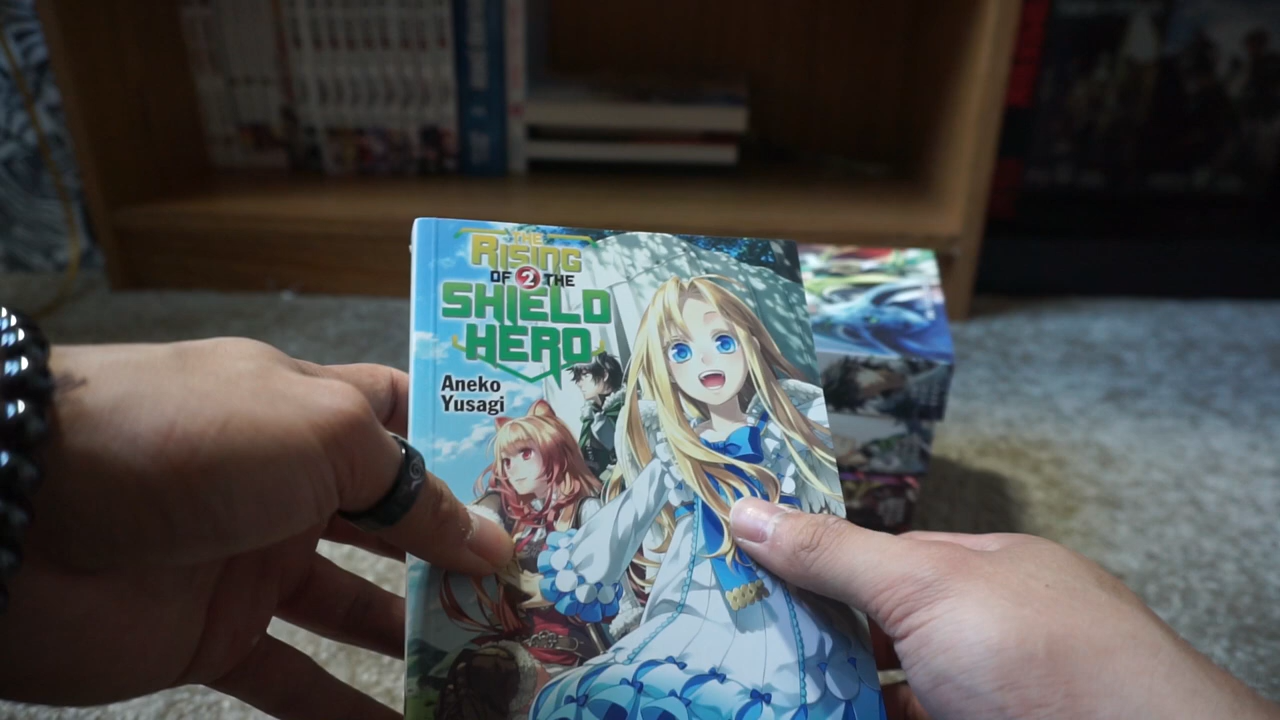 THE
RISING
OF 2 THE
SHIELD
HERO
Aneko
Yusagi